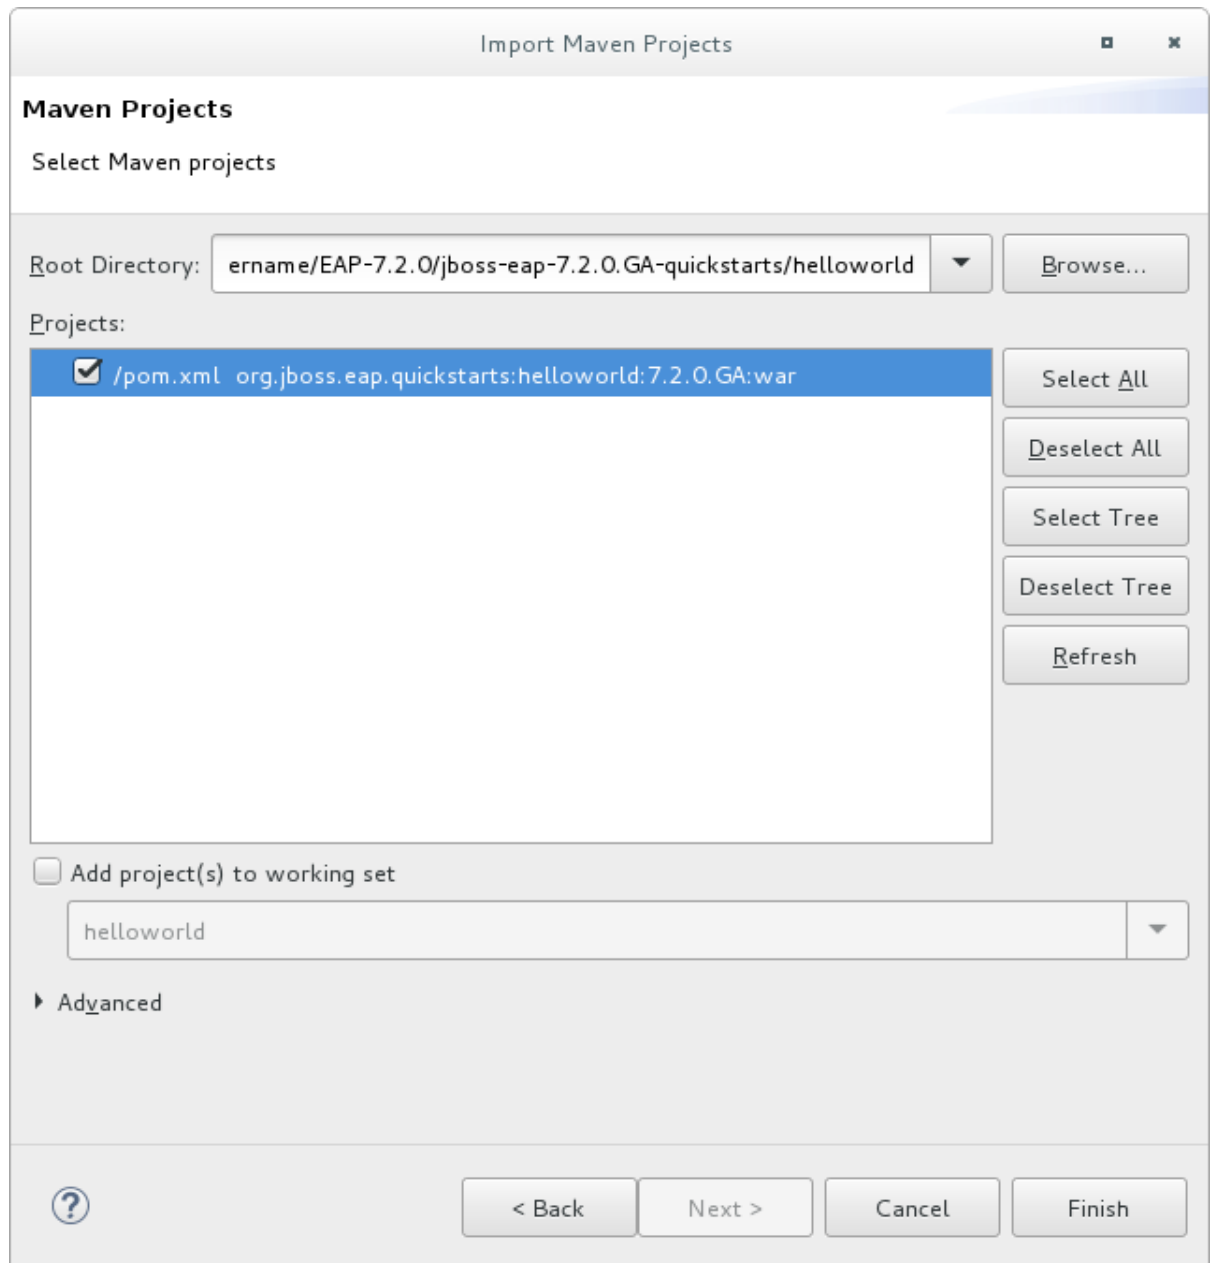 Import Maven Projects
Maven Projects
Select Maven projects
Root Directory: ername/EAP-7.2.0/jboss-eap-7.2.0.GA-quickstarts/helloworld Browse...
Projects:
/pom.xml org.jboss.eap.quickstarts:helloworld:7.2.0.GA:war
Select All
Deselect All
Select Tree
Deselect Tree
Refresh
Add project(s) to working set
helloworld
Advanced
? < Back Next > Cancel Finish